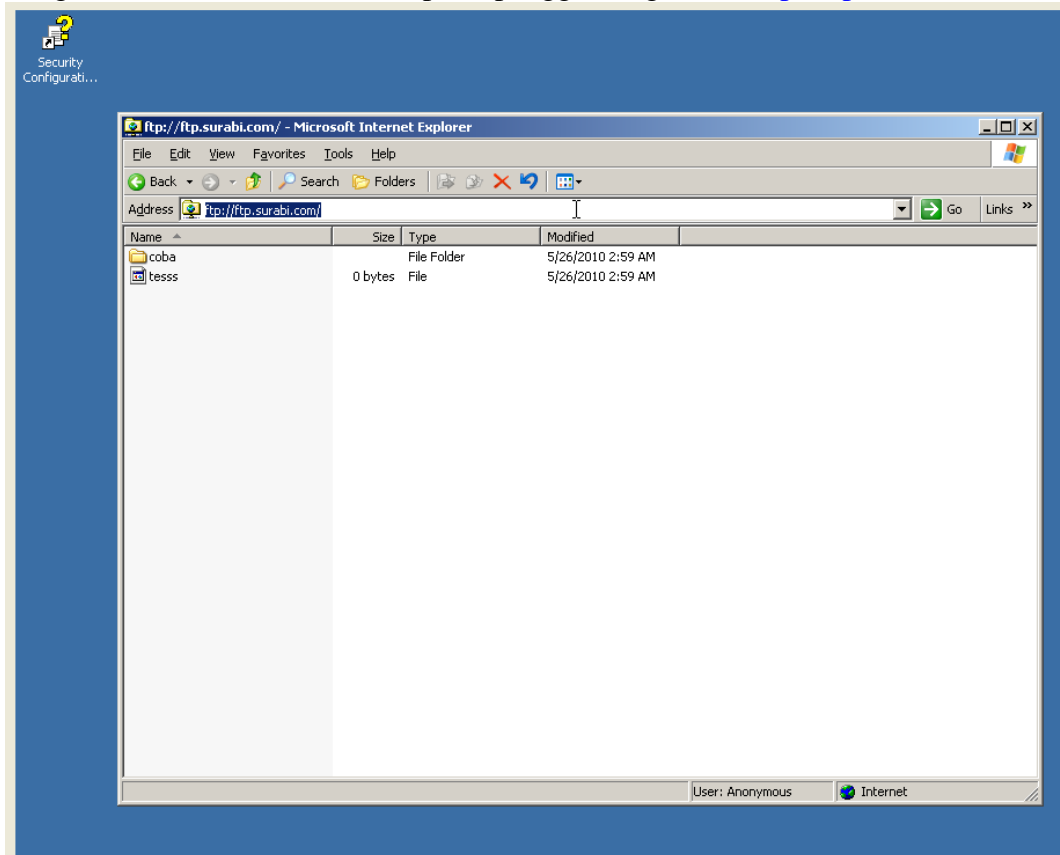 Security
Configurati...
ftp://ftp.surabi.com/ - Microsoft Internet Explorer
File Edit View Favorites Tools Help
Back Search Folders
Address ftp://ftp.surabi.com/ Go Links »
Name Size Type Modified
coba File Folder 5/26/2010 2:59 AM
tesss 0 bytes File 5/26/2010 2:59 AM
User: Anonymous Internet